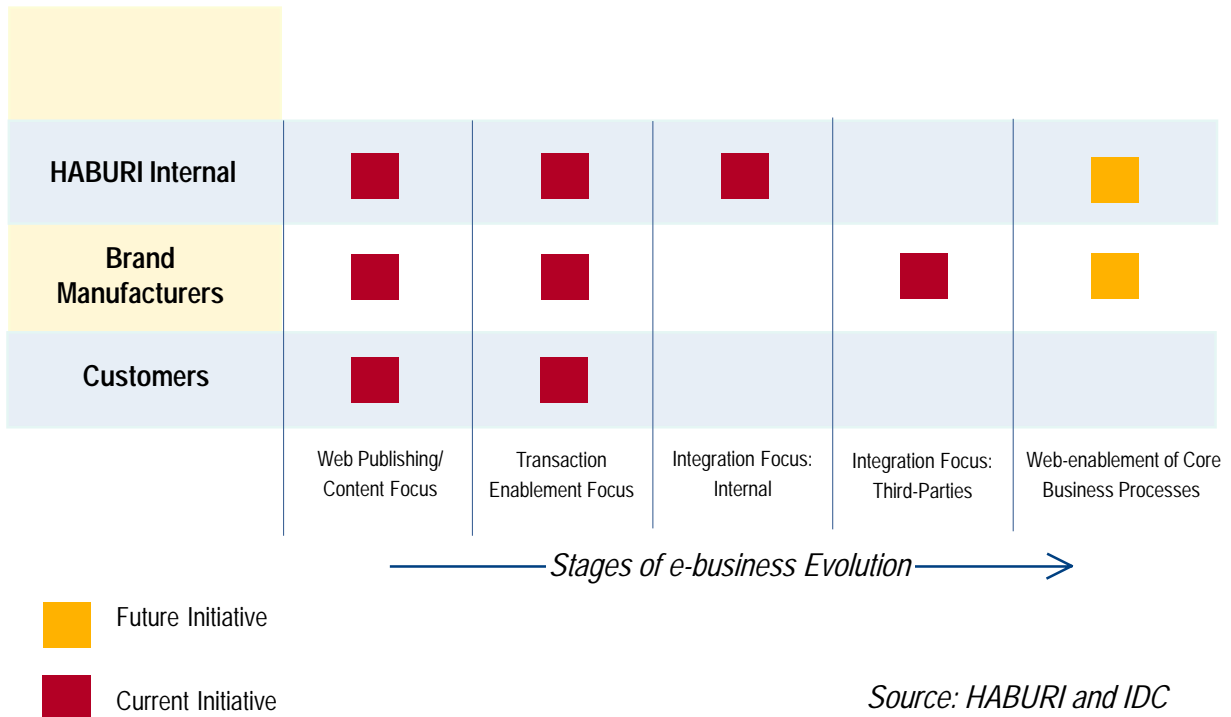 HABURI Internal
Brand
Manufacturers
Customers
Web Publishing/
Content Focus
Transaction
Enablement Focus
Integration Focus:
Internal
Integration Focus:
Third-Parties
Web-enablement of Core
Business Processes
Stages of e-business Evolution
Future Initiative
Current Initiative
Source: HABURI and IDC